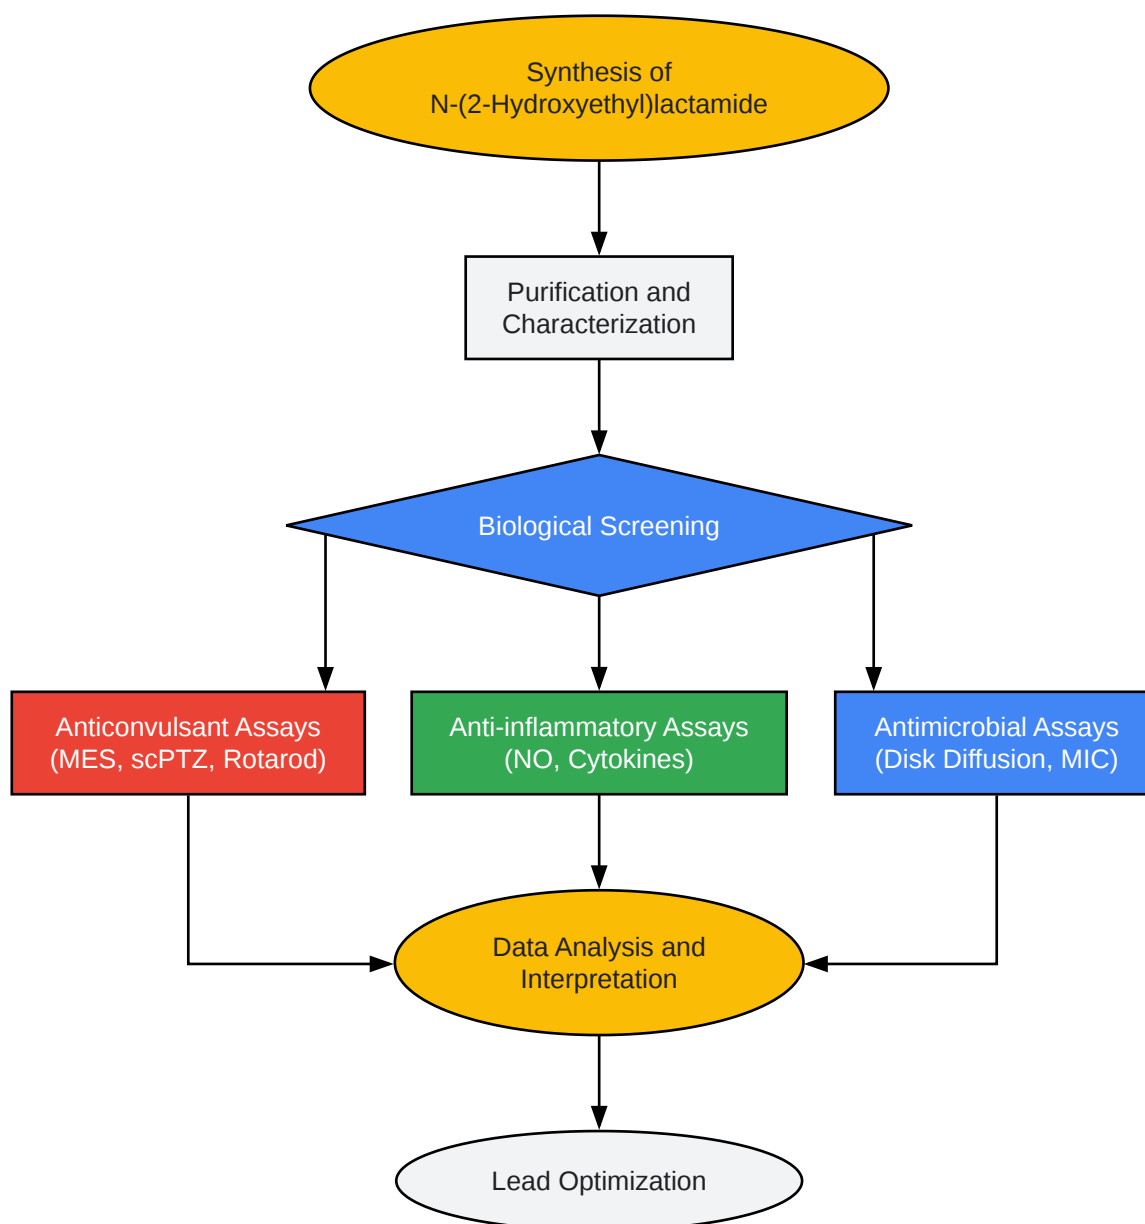 Synthesis of
N-(2-Hydroxyethyl)lactamide
Purification and
Characterization
Biological Screening
Anticonvulsant Assays
(MES, scPTZ, Rotarod)
Anti-inflammatory Assays
(NO, Cytokines)
Antimicrobial Assays
(Disk Diffusion, MIC)
Data Analysis and
Interpretation
Lead Optimization